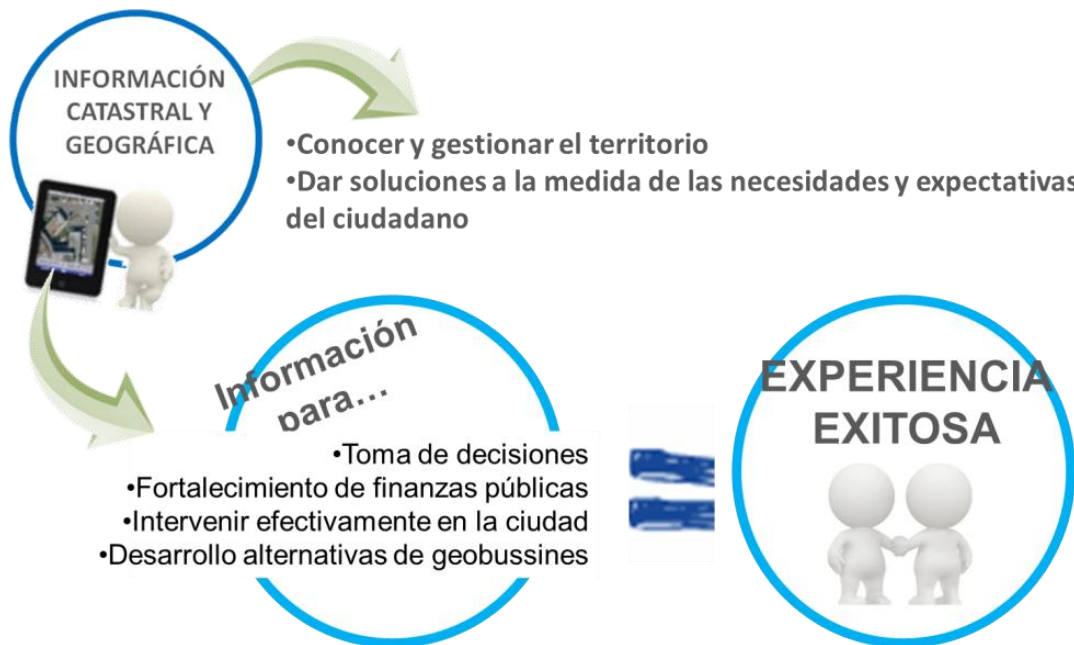 INFORMACIÓN
CATASTRAL Y
GEOGRÁFICA
•Conocer y gestionar el territorio
•Dar soluciones a la medida de las necesidades y expectativas
del ciudadano
Información
para...
•Toma de decisiones
•Fortalecimiento de finanzas públicas
•Intervenir efectivamente en la ciudad
•Desarrollo alternativas de geobussines
EXPERIENCIA
EXITOSA